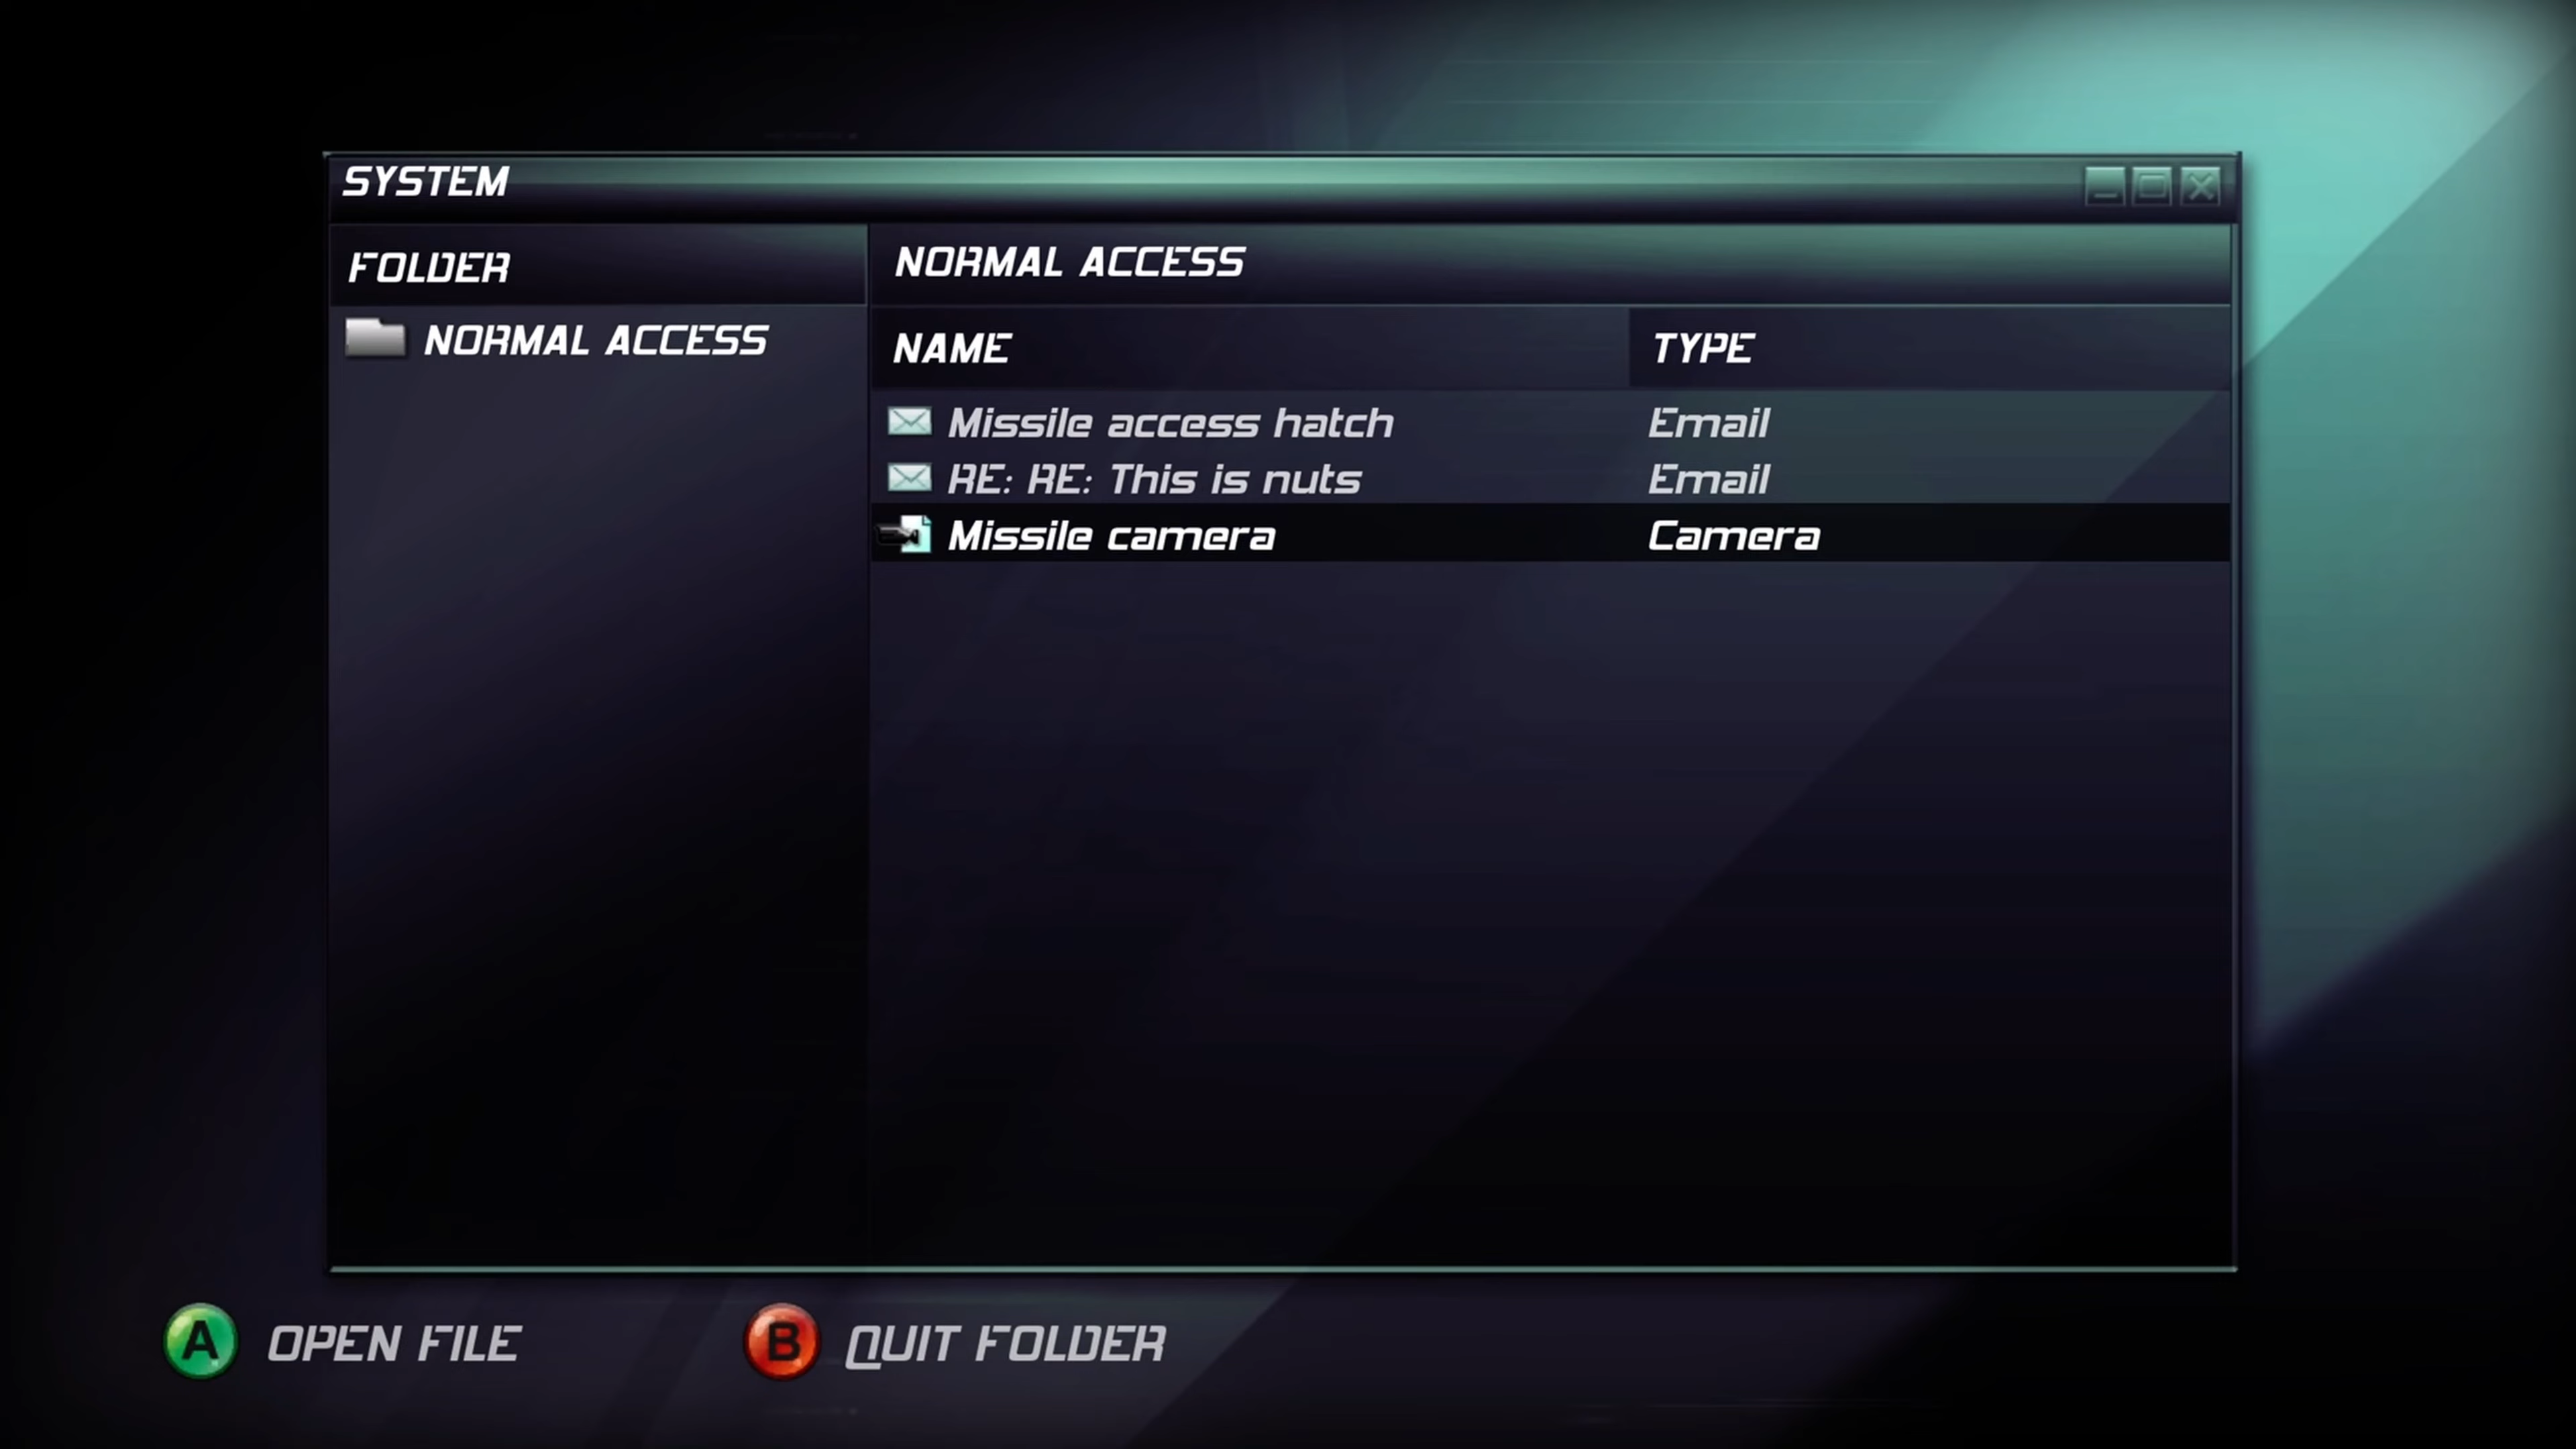 SYSTEM
FOLDER
NORMAL ACCESS
NORMAL ACCESS
NAME TYPE
Missile access hatch Email
RE: RE: This is nuts Email
Missile camera Camera
A OPEN FILE B QUIT FOLDER